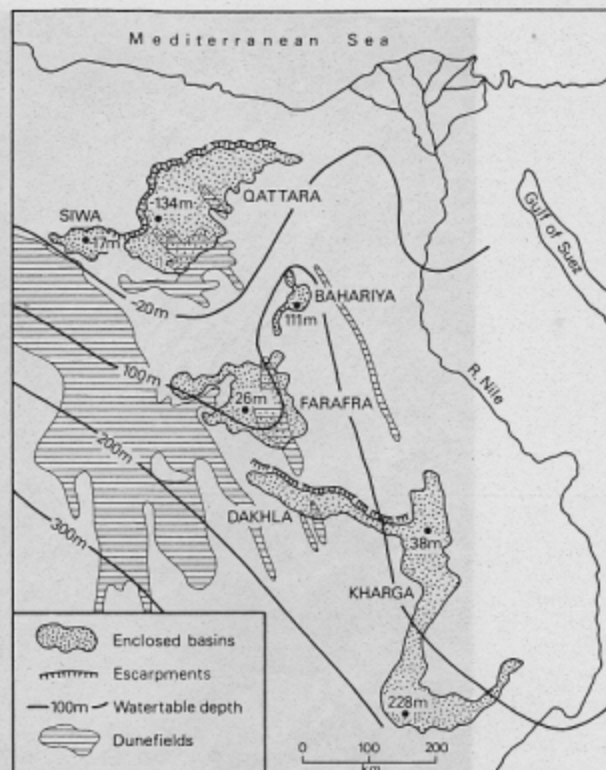 Mediterranean Sea
-134m
QATTARA
SIWA
-17m
Gulf of Suez
-20m
BAHARIYA
111m
R. Nile
100m
26m
FARAFRA
200m
DAKHLA
38m
300m
KHARGA
228m
Enclosed basins
Escarpments
100m Watertable depth
Dunefields
0 100 200
km